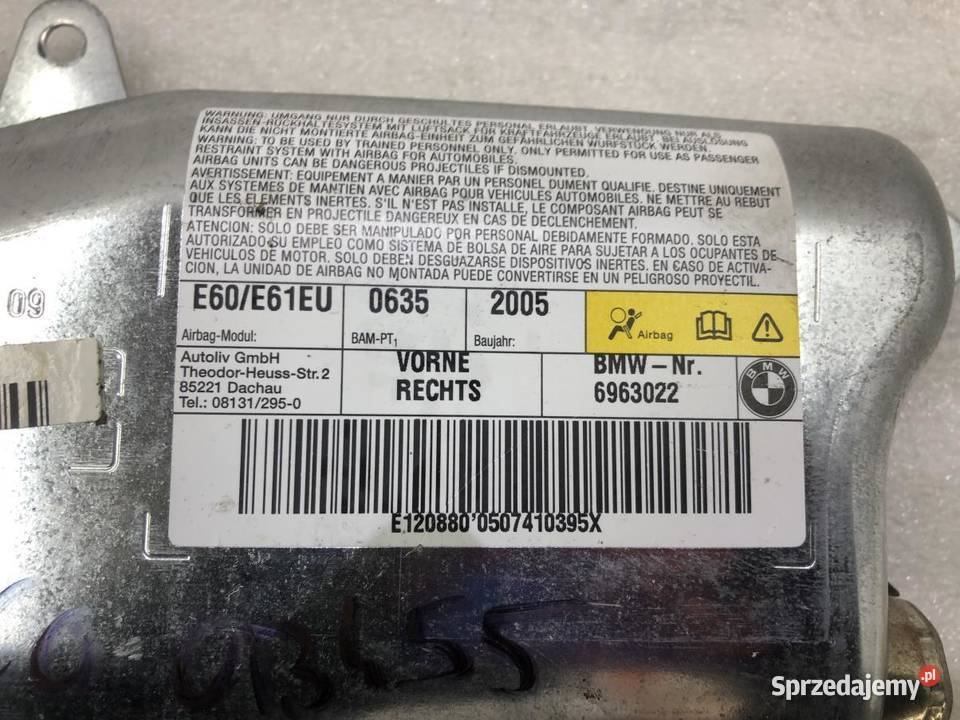 WARNUNG: UMGANG NUR DURCH GESCHULTES PERSONAL ERLAUBT. VERWENDUNG NUR ALS
INSASSEN-RÜCKHALTESYSTEM MIT LUFTSACK FÜR KRAFTFAHRZEUGE ERLAUBT. BEI AUSLÖSUNG
KANN DIE NICHT MONTIERTE AIRBAG-EINHEIT ZUM GEFÄHRLICHEN WURFSTÜCK WERDEN.
WARNING: TO BE USED BY TRAINED PERSONNEL ONLY. ONLY PERMITTED FOR USE AS PASSENGER
RESTRAINT SYSTEM WITH AIRBAG FOR AUTOMOBILES.
AIRBAG UNITS CAN BE DANGEROUS PROJECTILES IF DISMOUNTED.
AVERTISSEMENT: EQUIPEMENT A MANIER PAR UN PERSONNEL DUMENT QUALIFIE. DESTINE UNIQUEMENT
AUX SYSTEMES DE MANTIEN AVEC AIRBAG POUR VEHICULES AUTOMOBILES. NE METTRE AU REBUT
QUE LES ELEMENTS INERTES. S'IL N'EST PAS INSTALLE, LE COMPOSANT AIRBAG PEUT SE
TRANSFORMER EN PROJECTILE DANGEREUX EN CAS DE DECLENCHEMENT.
ATENCION: SOLO DEBE SER MANIPULADO POR PERSONAL DEBIDAMENTE FORMADO. SOLO ESTA
AUTORIZADO SU EMPLEO COMO SISTEMA DE BOLSA DE AIRE PARA SUJETAR A LOS OCUPANTES DE
VEHICULOS DE MOTOR. SOLO DEBEN DESGUAZARSE DISPOSITIVOS INERTES. EN CASO DE ACTIVA-
CION, LA UNIDAD DE AIRBAG NO MONTADA PUEDE CONVERTIRSE EN UN PELIGROSO PROYECTIL.
E60/E61EU 0635 2005
Airbag-Modul: BAM-PT1 Baujahr: Airbag
Autoliv GmbH
Theodor-Heuss-Str. 2
85221 Dachau
Tel.: 08131/295-0
VORNE
RECHTS
BMW-Nr.
6963022
BMW
E120880'0507410395X
09
Sprzedajemy.pl